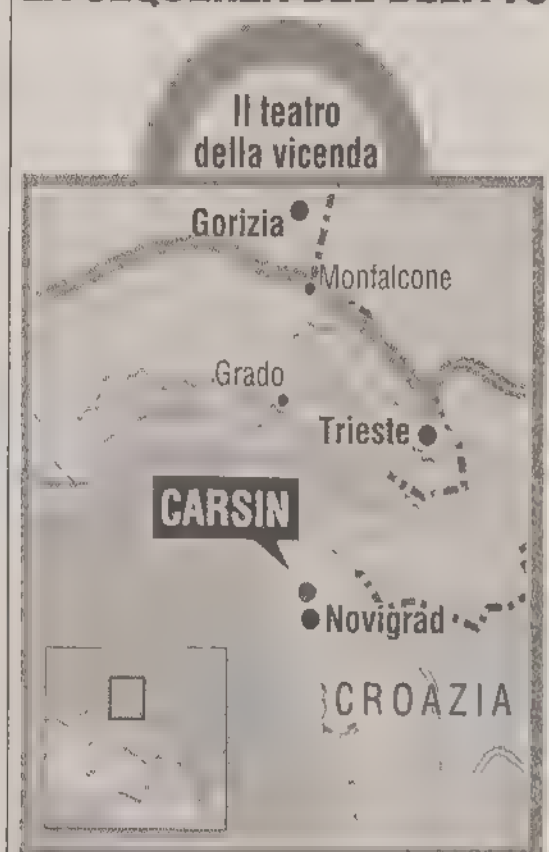 Il teatro
della vicenda
Gorizia
Monfalcone
Grado
Trieste
CARSIN
Novigrad
CROAZIA